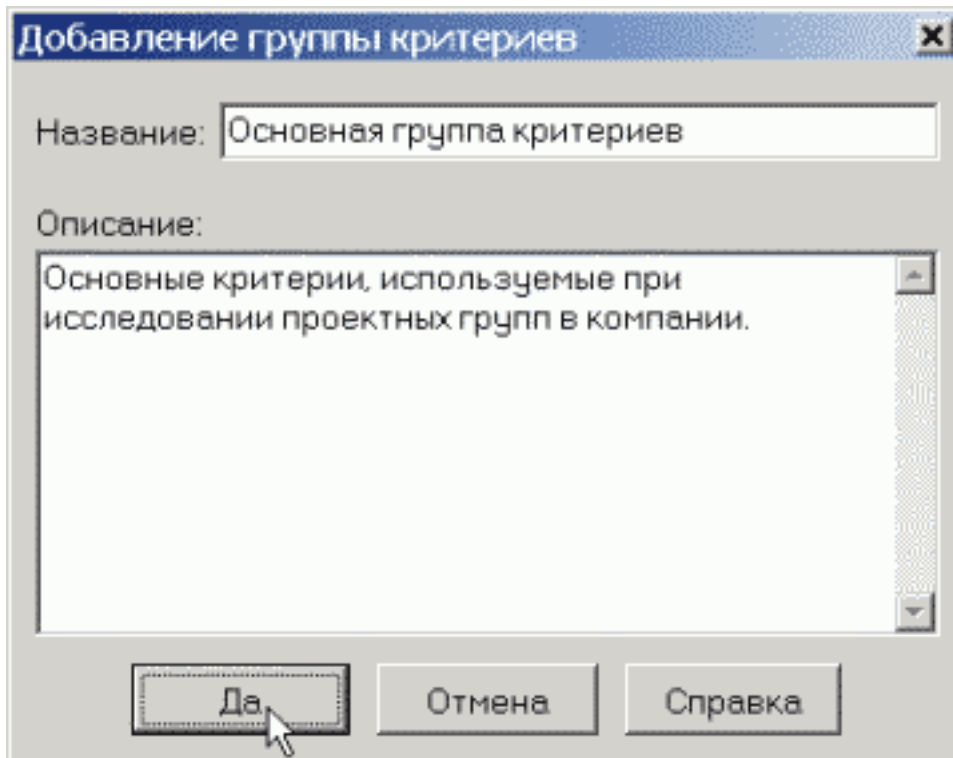 Добавление группы критериев
Название: Основная группа критериев
Описание:
Основные критерии, используемые при
исследовании проектных групп в компании.
Да Отмена Справка